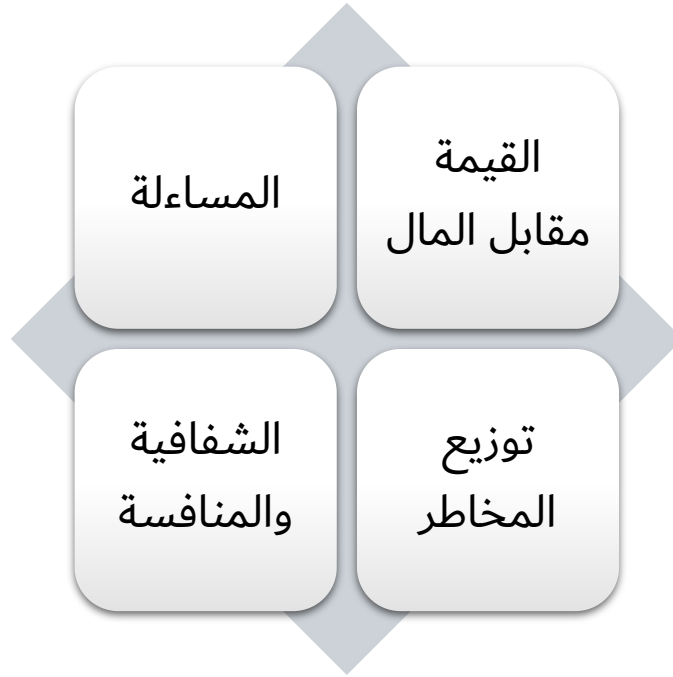 القيمة
مقابل المال
المساءلة
توزيع
المخاطر
الشفافية
والمنافسة